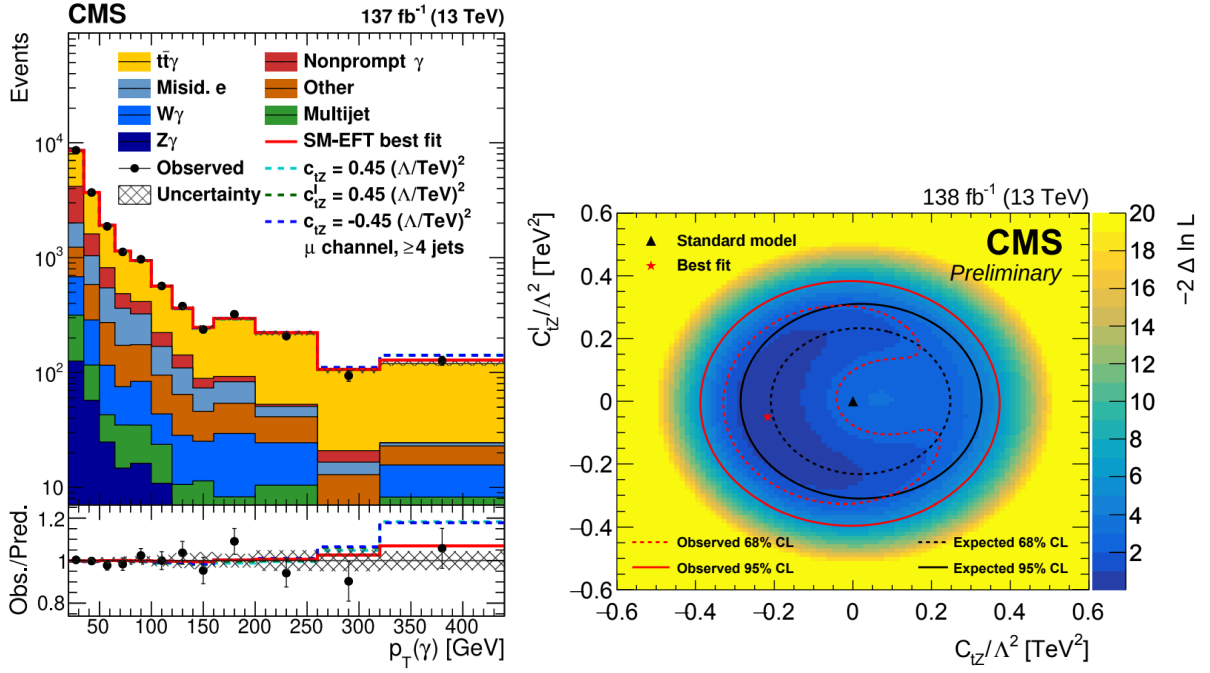 CMS 137 fb⁻¹ (13 TeV)
Events
tt̄γ Nonprompt γ
Misid. e Other
Wγ Multijet
Zγ SM-EFT best fit
Observed c_tZ = 0.45 (Λ/TeV)²
Uncertainty c^I_tZ = 0.45 (Λ/TeV)²
c_tZ = -0.45 (Λ/TeV)²
μ channel, ≥4 jets
10⁴
10³
10²
10
Obs./Pred.
1.2
1
0.8
50 100 150 200 250 300 350 400
p_T(γ) [GeV]
138 fb⁻¹ (13 TeV)
C^I_tZ/Λ² [TeV²]
0.6
0.4
0.2
0
−0.2
−0.4
−0.6
Standard model
Best fit
CMS
Preliminary
Observed 68% CL Expected 68% CL
Observed 95% CL Expected 95% CL
−0.6 −0.4 −0.2 0 0.2 0.4 0.6
C_tZ/Λ² [TeV²]
20
18
16
14
12
10
8
6
4
2
−2 Δ ln L